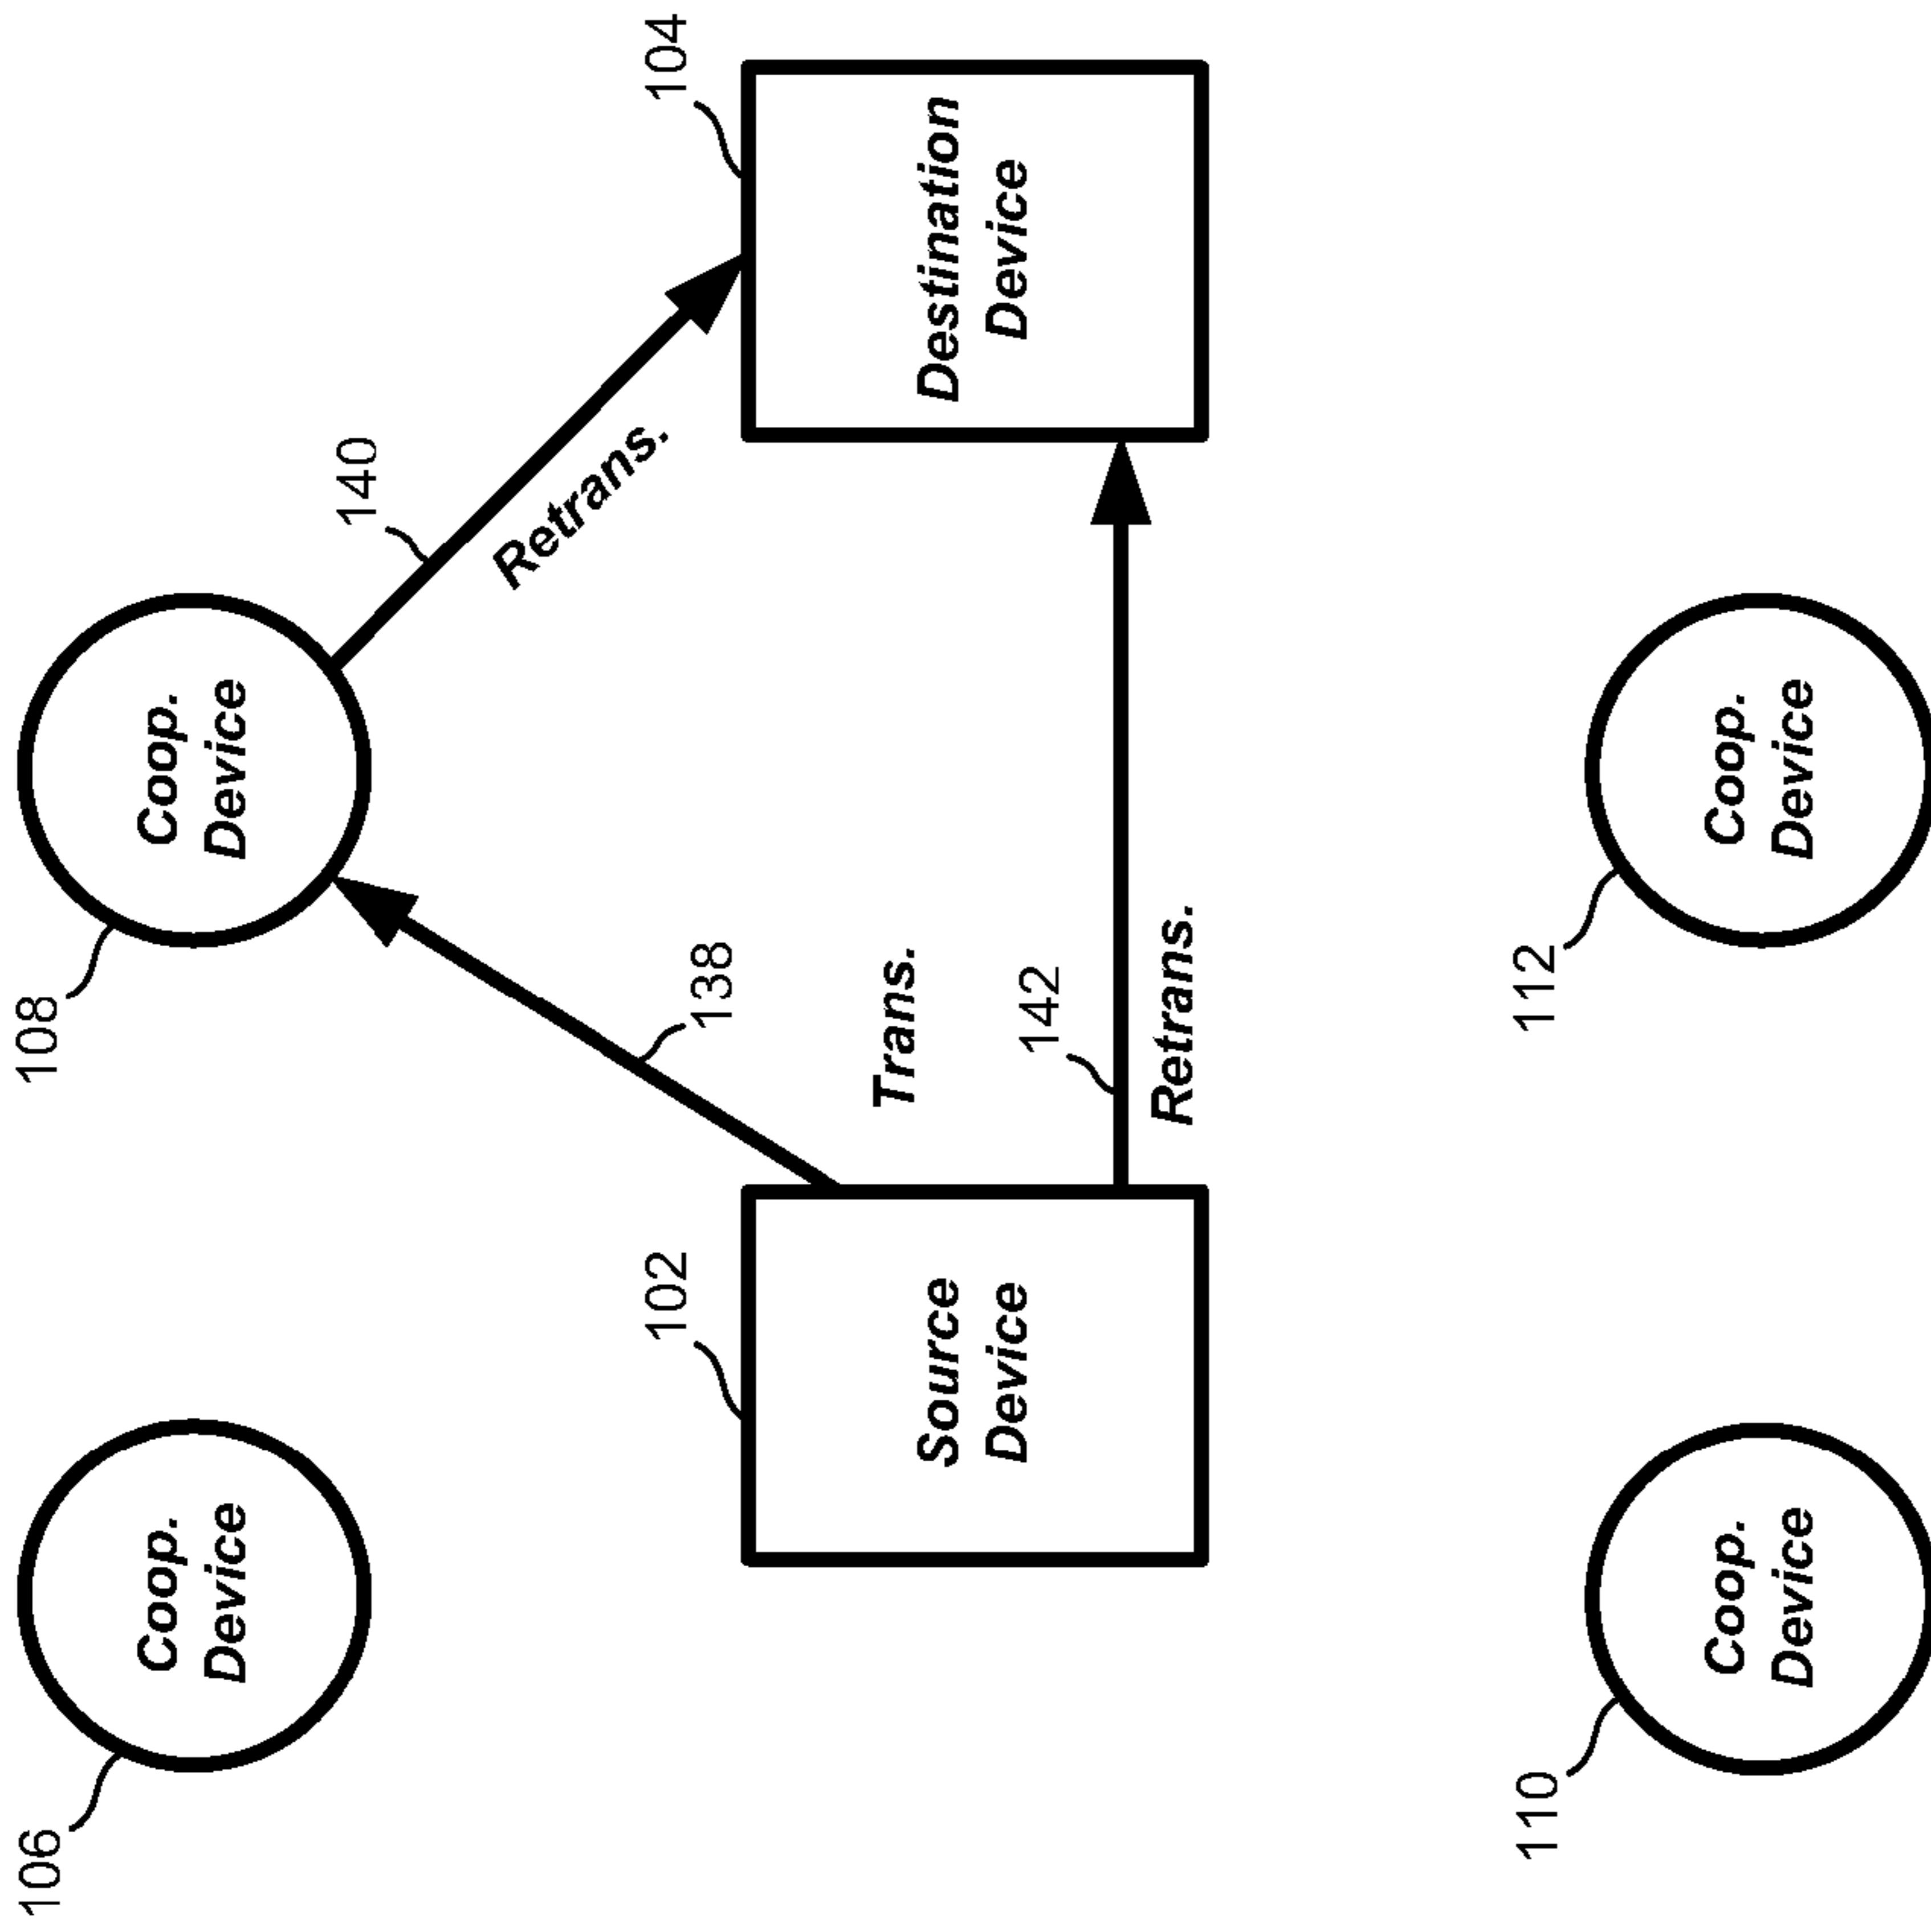 106
108
Coop.
Device
Coop.
Device
140
Retrans.
102
138
104
Source
Device
Trans.
Destination
Device
142
Retrans.
110
112
Coop.
Device
Coop.
Device